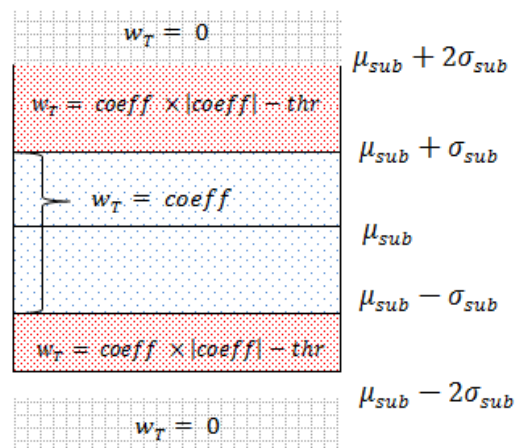 w_T = 0
μ_sub + 2σ_sub
w_T = coeff × |coeff| − thr
μ_sub + σ_sub
w_T = coeff
μ_sub
μ_sub − σ_sub
w_T = coeff × |coeff| − thr
μ_sub − 2σ_sub
w_T = 0